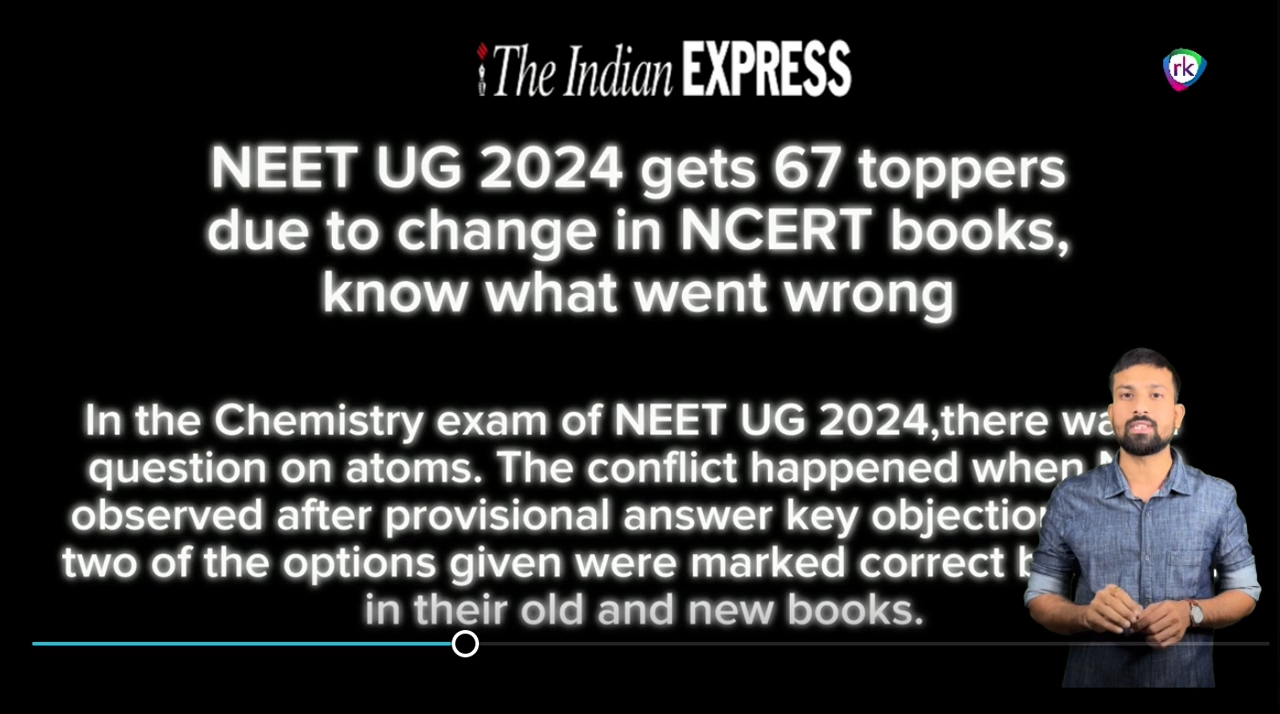 The Indian EXPRESS
rk
NEET UG 2024 gets 67 toppers
due to change in NCERT books,
know what went wrong
In the Chemistry exam of NEET UG 2024,there
question on atoms. The conflict happened when
observed after provisional answer key
two of the options given were marked correct
in their old and new books.